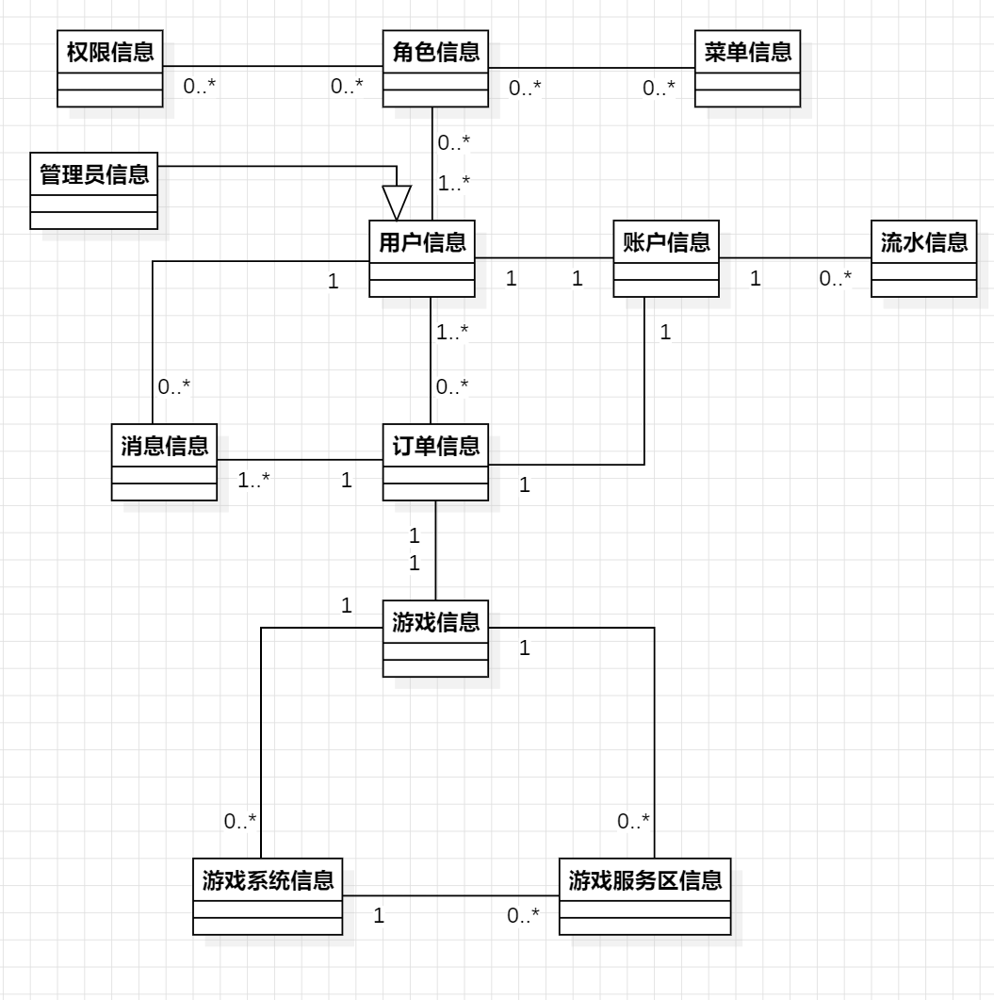 权限信息
角色信息
菜单信息
0..*
0..*
0..*
0..*
0..*
管理员信息
1..*
用户信息
账户信息
流水信息
1
1
1
1
0..*
1..*
1
0..*
0..*
消息信息
订单信息
1..*
1
1
1
1
1
游戏信息
1
0..*
0..*
游戏系统信息
游戏服务区信息
1
0..*